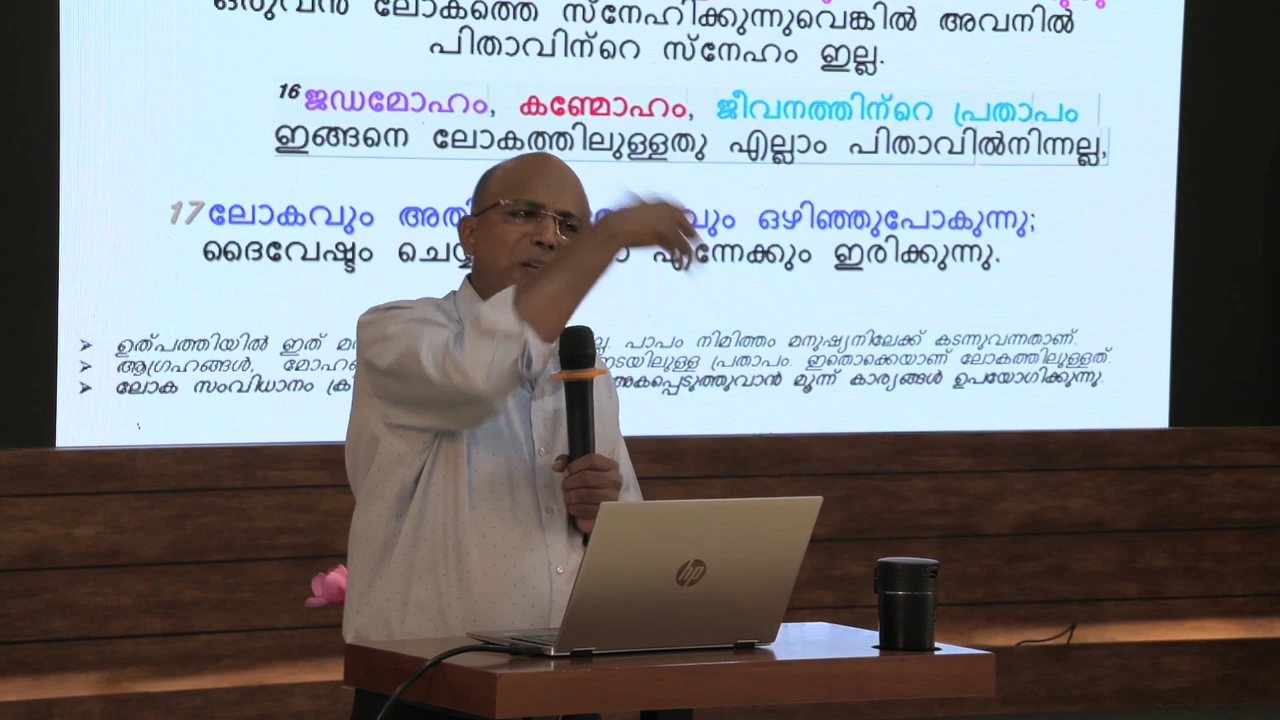 ഒരുവൻ ലോകത്തെ സ്നേഹിക്കുന്നുവെങ്കിൽ അവനിൽ
പിതാവിന്റെ സ്നേഹം ഇല്ല.
16 ജഡമോഹം, കണ്മോഹം, ജീവനത്തിന്റെ പ്രതാപം
ഇങ്ങനെ ലോകത്തിലുള്ളതു എല്ലാം പിതാവിൽനിന്നല്ല,
17 ലോകവും ഒഴിഞ്ഞുപോകുന്നു;
ദൈവേഷ്ടം എന്നേക്കും ഇരിക്കുന്നു.
➢ ഉത്പത്തിയിൽ ഇത് പാപം നിമിത്തം മനുഷ്യനിലേക്ക് കടന്നുവന്നതാണ്.
➢ ആഗ്രഹങ്ങൾ, പ്രതാപം. ഇതൊക്കെയാണ് ലോകത്തിലുള്ളത്.
➢ ലോക സംവിധാനം അകപ്പെടുത്തുവാൻ മൂന്ന് കാര്യങ്ങൾ ഉപയോഗിക്കുന്നു.
hp